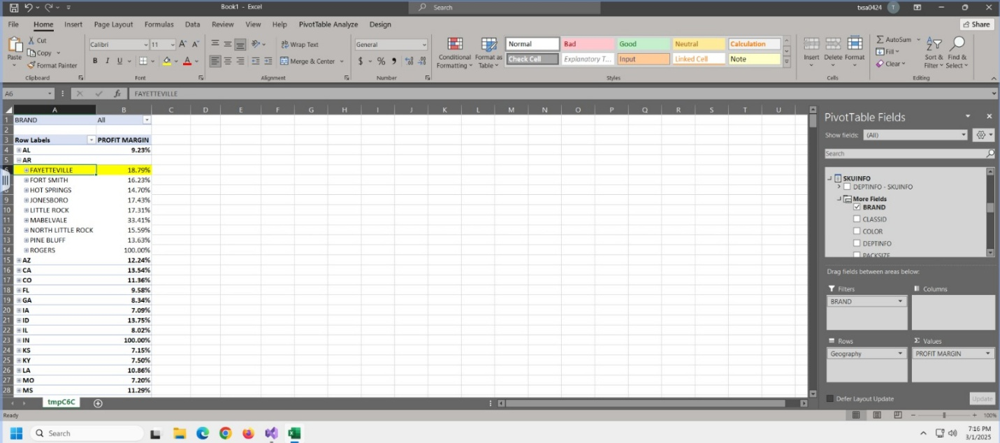 Book1 - Excel
Search
txsa0424
T
File Home Insert Page Layout Formulas Data Review View Help PivotTable Analyze Design
Share
Paste
Cut
Copy
Format Painter
Clipboard
Calibri 11
B I U
Font
Wrap Text
Merge & Center
Alignment
General
$ % 9
Number
Conditional Formatting
Format as Table
Normal Bad Good Neutral Calculation
Check Cell Explanatory T... Input Linked Cell Note
Styles
Insert Delete Format
Cells
AutoSum
Fill
Clear
Sort & Filter
Find & Select
Editing
A6 fx FAYETTEVILLE
A B C D E F G H I J K L M N O P Q R S T U
1 BRAND All
2
3 Row Labels PROFIT MARGIN
4 AL 9.23%
5 AR
6 FAYETTEVILLE 18.79%
FORT SMITH 16.23%
8 HOT SPRINGS 14.70%
9 JONESBORO 17.43%
10 LITTLE ROCK 17.31%
11 MABELVALE 33.41%
12 NORTH LITTLE ROCK 15.59%
13 PINE BLUFF 13.63%
14 ROGERS 100.00%
15 AZ 12.24%
16 CA 13.54%
17 CO 11.36%
18 FL 9.58%
19 GA 8.34%
20 IA 7.09%
21 ID 13.75%
22 IL 8.02%
23 IN 100.00%
24 KS 7.15%
25 KY 7.50%
26 LA 10.86%
27 MO 7.20%
28 MS 11.29%
tmpC6C
Ready
100%
PivotTable Fields
Show fields: (All)
Search
SKUINFO
DEPTINFO - SKUINFO
More Fields
BRAND
CLASSID
COLOR
DEPTINFO
PACKSIZE
Drag fields between areas below:
Filters
BRAND
Columns
Rows
Geography
Σ Values
PROFIT MARGIN
Defer Layout Update
Update
Search
7:16 PM
3/1/2025